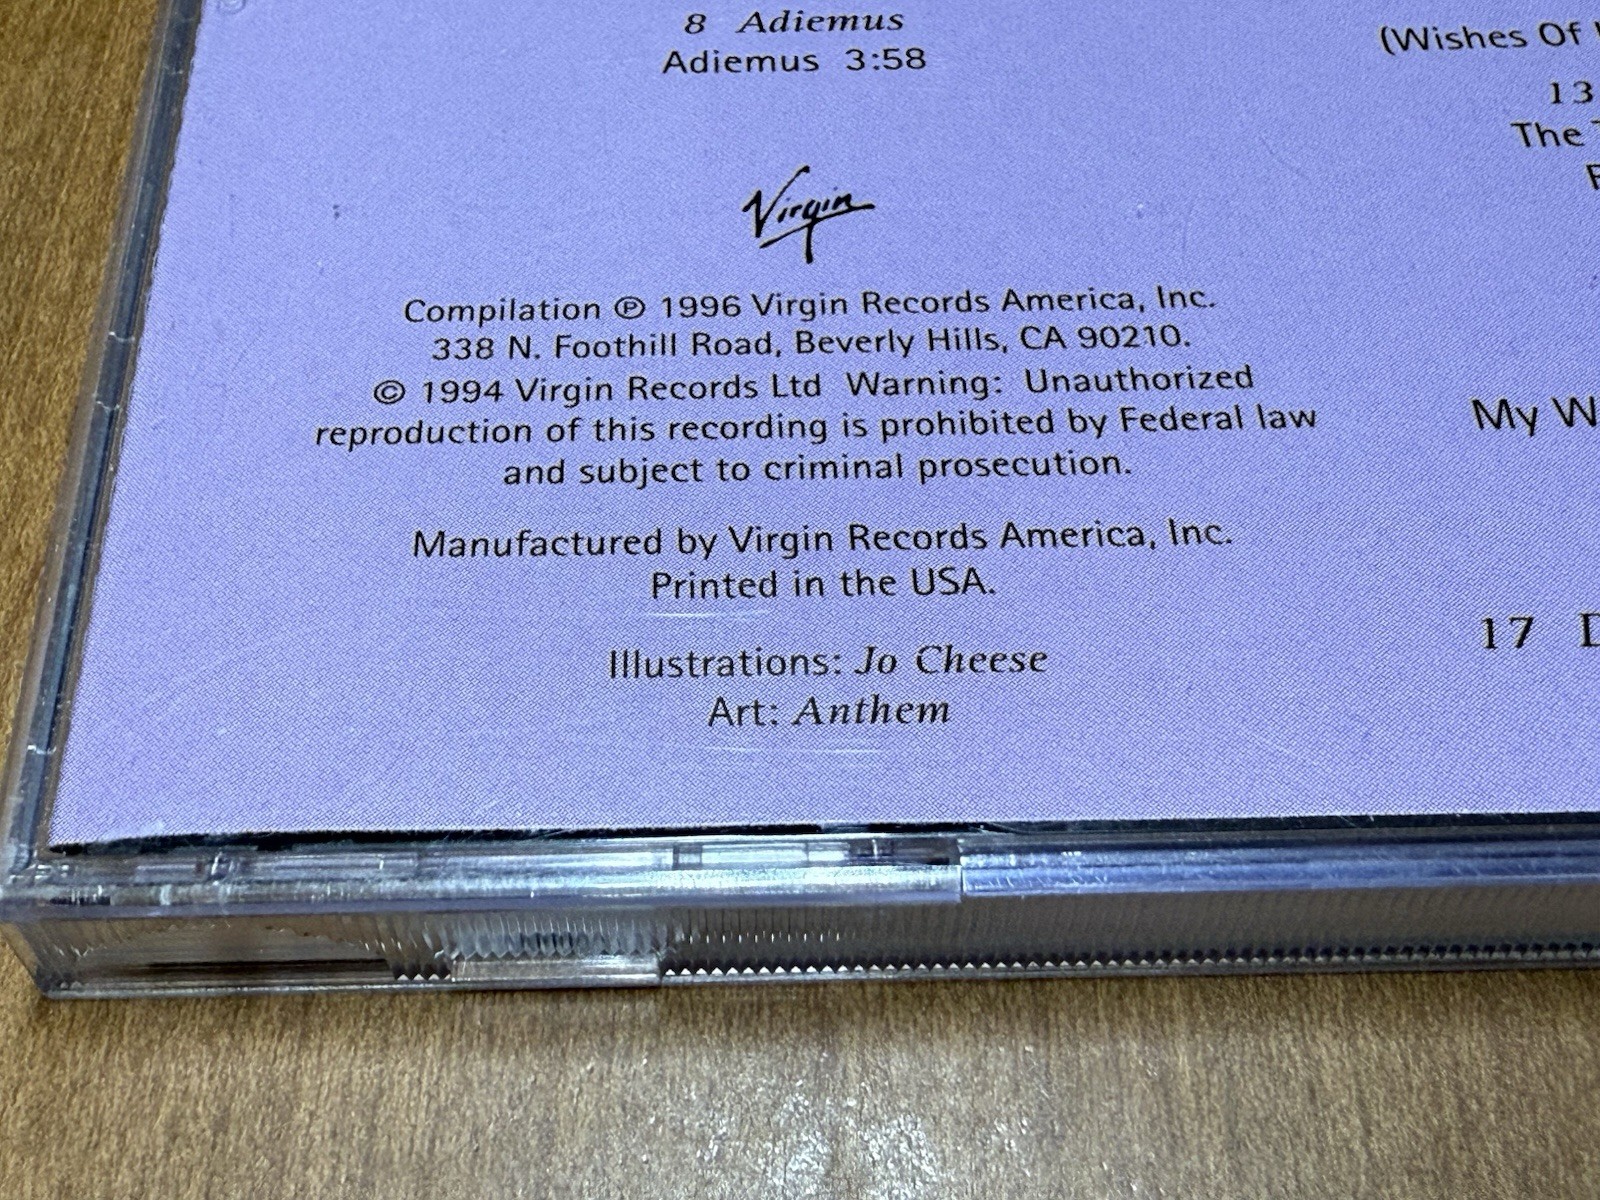 8 Adiemus
Adiemus 3:58
Virgin
Compilation ℗ 1996 Virgin Records America, Inc.
338 N. Foothill Road, Beverly Hills, CA 90210.
© 1994 Virgin Records Ltd Warning: Unauthorized
reproduction of this recording is prohibited by Federal law
and subject to criminal prosecution.
Manufactured by Virgin Records America, Inc.
Printed in the USA.
Illustrations: Jo Cheese
Art: Anthem
(Wishes Of
13
The
My
17